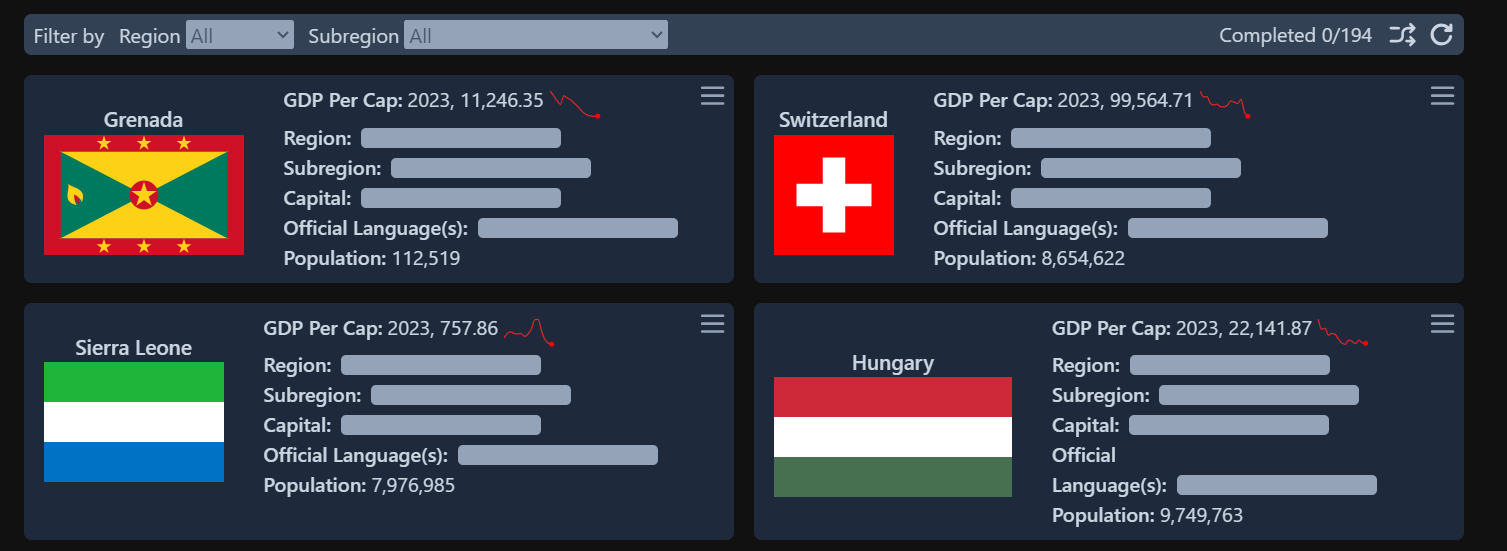 Filter by Region All Subregion All Completed 0/194
Grenada
GDP Per Cap: 2023, 11,246.35
Region:
Subregion:
Capital:
Official Language(s):
Population: 112,519
Switzerland
GDP Per Cap: 2023, 99,564.71
Region:
Subregion:
Capital:
Official Language(s):
Population: 8,654,622
Sierra Leone
GDP Per Cap: 2023, 757.86
Region:
Subregion:
Capital:
Official Language(s):
Population: 7,976,985
Hungary
GDP Per Cap: 2023, 22,141.87
Region:
Subregion:
Capital:
Official
Language(s):
Population: 9,749,763